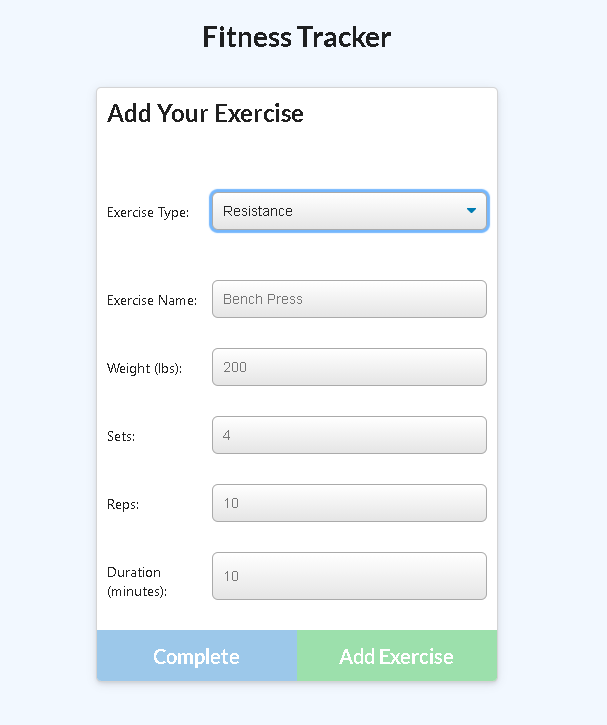 Fitness Tracker
Add Your Exercise
Exercise Type: Resistance
Exercise Name: Bench Press
Weight (lbs): 200
Sets: 4
Reps: 10
Duration
(minutes): 10
Complete Add Exercise